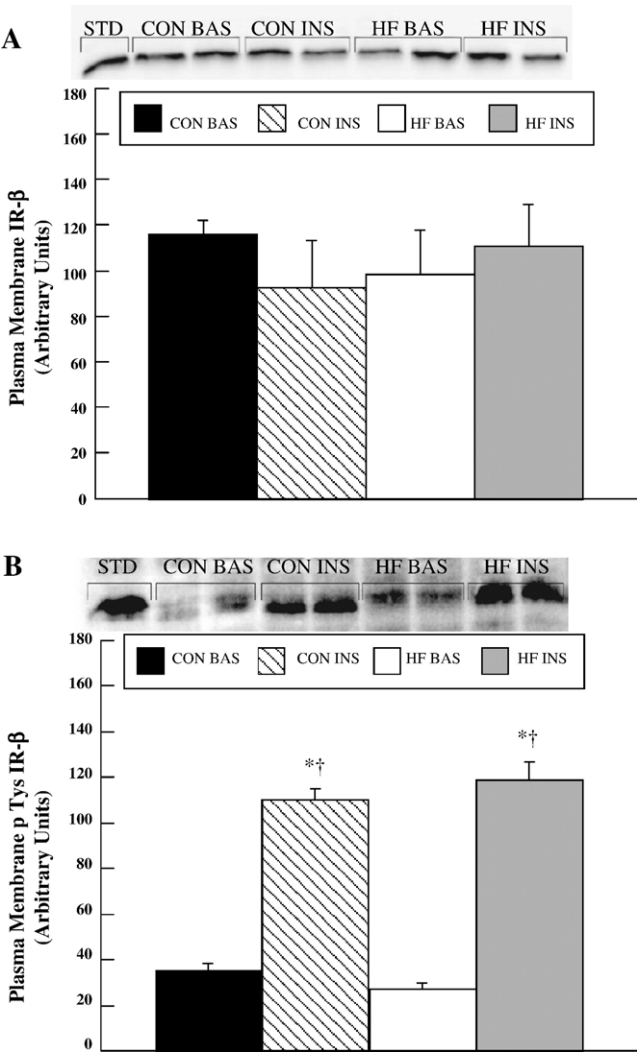 A
STD CON BAS CON INS HF BAS HF INS
CON BAS CON INS HF BAS HF INS
Plasma Membrane IR-β
(Arbitrary Units)
180
160
140
120
100
80
60
40
20
0
B
STD CON BAS CON INS HF BAS HF INS
CON BAS CON INS HF BAS HF INS
Plasma Membrane p Tys IR-β
(Arbitrary Units)
180
160
140
120
100
80
60
40
20
0
*†
*†